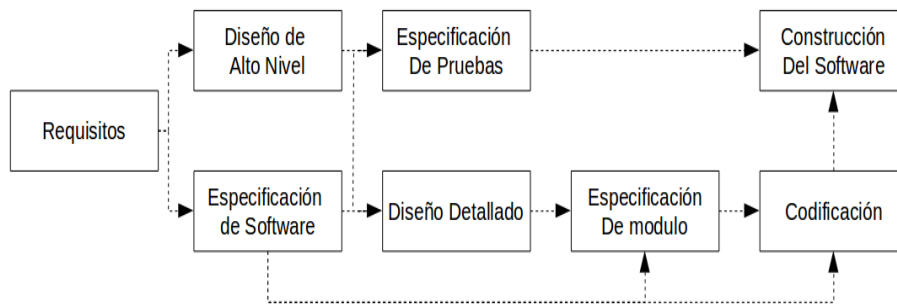 Diseño de
Alto Nivel
Especificación
De Pruebas
Construcción
Del Software
Requisitos
Especificación
de Software
Diseño Detallado
Especificación
De modulo
Codificación